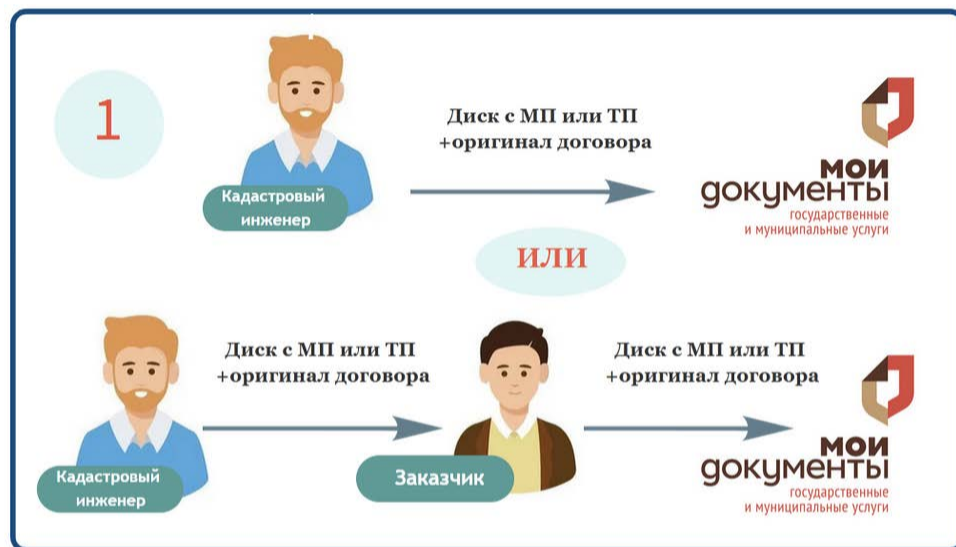 1
Диск с МП или ТП
+оригинал договора
Кадастровый
инженер
мои
документы
государственные
и муниципальные услуги
ИЛИ
Диск с МП или ТП
+оригинал договора
Диск с МП или ТП
+оригинал договора
Кадастровый
инженер
Заказчик
мои
документы
государственные
и муниципальные услуги